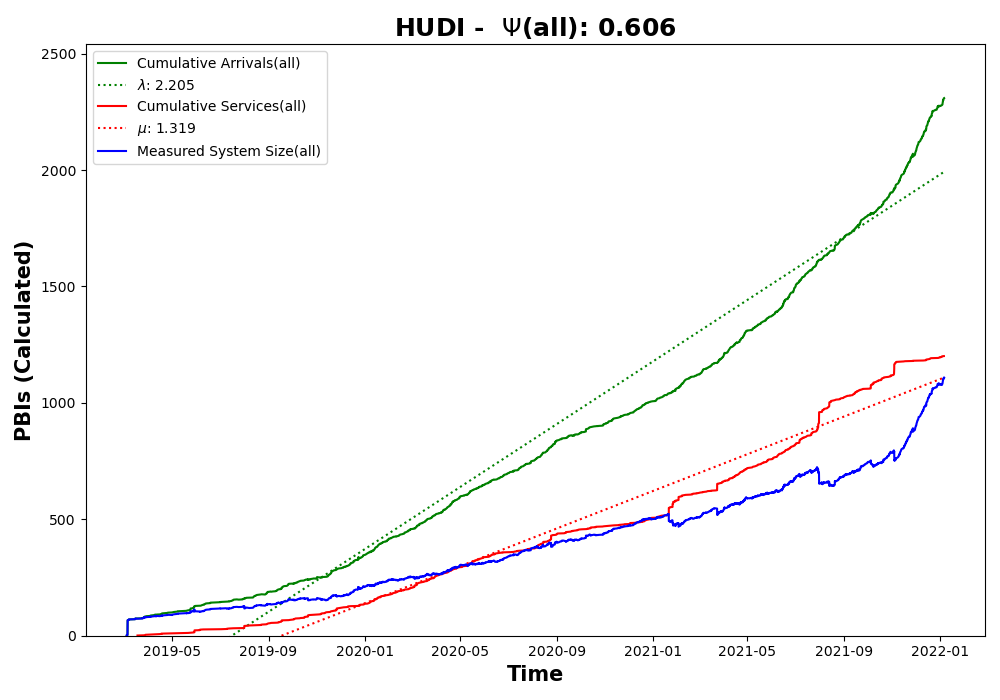 HUDI -  Ψ(all): 0.606
Cumulative Arrivals(all)
λ: 2.205
Cumulative Services(all)
μ: 1.319
Measured System Size(all)
PBIs (Calculated)
2500
2000
1500
1000
500
0
2019-05 2019-09 2020-01 2020-05 2020-09 2021-01 2021-05 2021-09 2022-01
Time